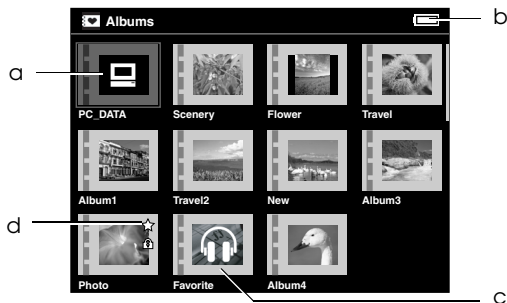 Albums
b
a
PC_DATA Scenery Flower Travel
Album1 Travel2 New Album3
d
Photo Favorite Album4
c